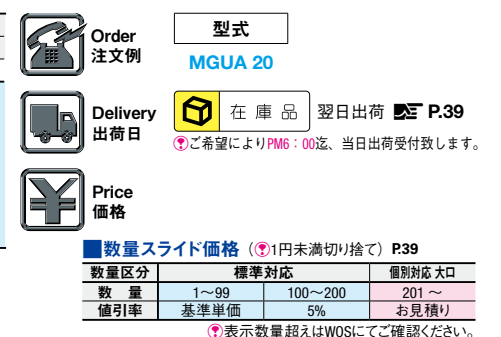 Order
注文例
型式
MGUA 20
Delivery
出荷日
在庫品 翌日出荷 P.39
ご希望によりPM6：00迄、当日出荷受付致します。
Price
価格
■数量スライド価格（1円未満切り捨て）P.39
数量区分 標準対応 個別対応 大口
数量 1～99 100～200 201～
値引率 基準単価 5% お見積り
表示数量超えはWOSにてご確認ください。